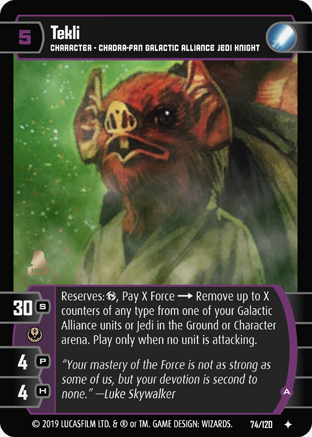 5
Tekli
CHARACTER - CHADRA-FAN GALACTIC ALLIANCE JEDI KNIGHT
30 S
4 P
4 H
Reserves: , Pay X Force → Remove up to X
counters of any type from one of your Galactic
Alliance units or Jedi in the Ground or Character
arena. Play only when no unit is attacking.
“Your mastery of the Force is not as strong as
some of us, but your devotion is second to
none.” —Luke Skywalker
A
© 2019 LUCASFILM LTD. & ® or TM. GAME DESIGN: WIZARDS. 74/120